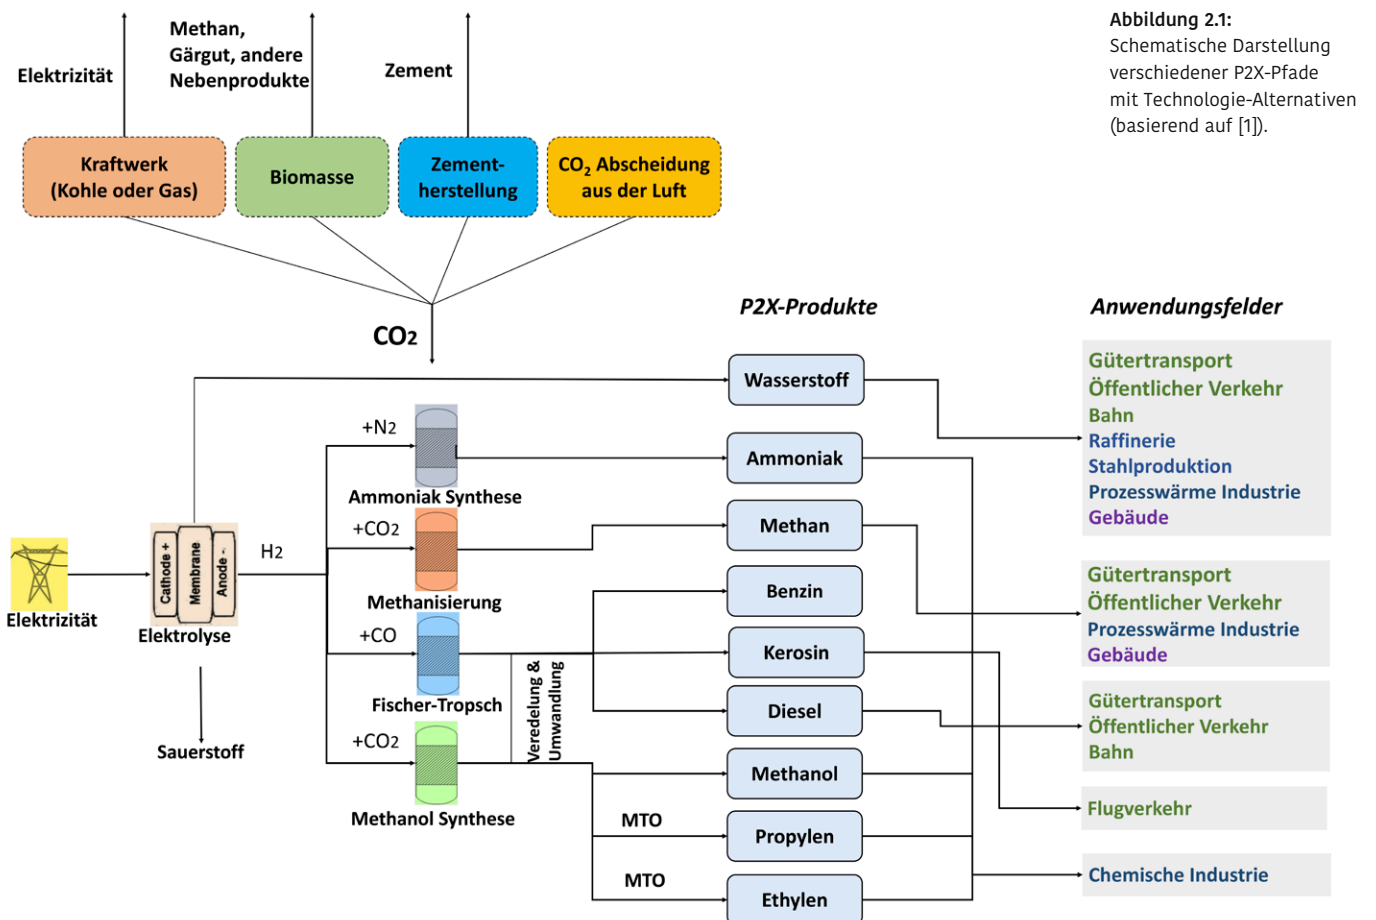 Abbildung 2.1:
Schematische Darstellung
verschiedener P2X-Pfade
mit Technologie-Alternativen
(basierend auf [1]).
Elektrizität
Methan,
Gärgut, andere
Nebenprodukte
Zement
Kraftwerk
(Kohle oder Gas)
Biomasse
Zement-
herstellung
CO2 Abscheidung
aus der Luft
CO2
P2X-Produkte
Anwendungsfelder
Elektrizität
Cathode +
Membrane
Anode -
Elektrolyse
Sauerstoff
H2
+N2
Ammoniak Synthese
+CO2
Methanisierung
+CO
Fischer-Tropsch
+CO2
Methanol Synthese
Veredelung &
Umwandlung
MTO
MTO
Wasserstoff
Ammoniak
Methan
Benzin
Kerosin
Diesel
Methanol
Propylen
Ethylen
Gütertransport
Öffentlicher Verkehr
Bahn
Raffinerie
Stahlproduktion
Prozesswärme Industrie
Gebäude
Gütertransport
Öffentlicher Verkehr
Prozesswärme Industrie
Gebäude
Gütertransport
Öffentlicher Verkehr
Bahn
Flugverkehr
Chemische Industrie